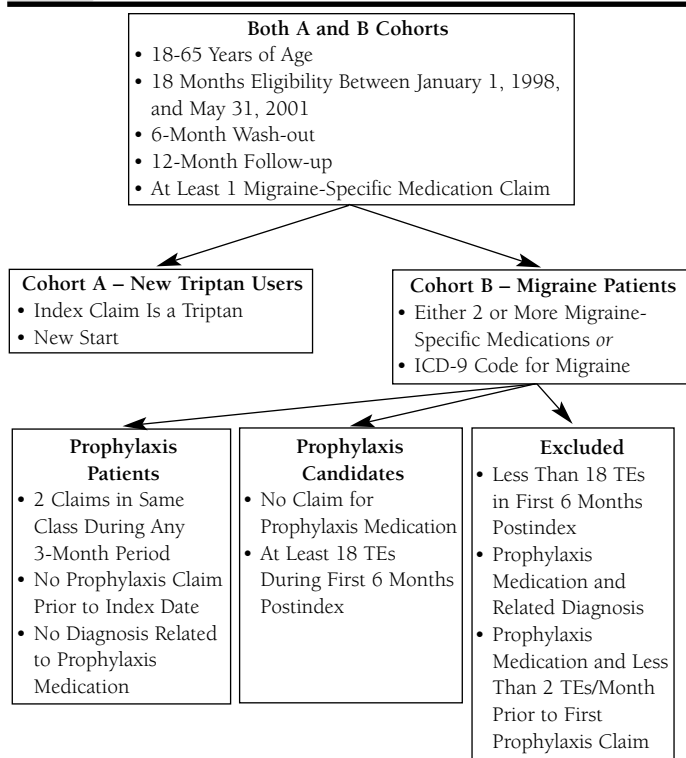 Both A and B Cohorts
• 18-65 Years of Age
• 18 Months Eligibility Between January 1, 1998,
and May 31, 2001
• 6-Month Wash-out
• 12-Month Follow-up
• At Least 1 Migraine-Specific Medication Claim
Cohort A – New Triptan Users
• Index Claim Is a Triptan
• New Start
Cohort B – Migraine Patients
• Either 2 or More Migraine-
Specific Medications or
• ICD-9 Code for Migraine
Prophylaxis
Patients
• 2 Claims in Same
Class During Any
3-Month Period
• No Prophylaxis Claim
Prior to Index Date
• No Diagnosis Related
to Prophylaxis
Medication
Prophylaxis
Candidates
• No Claim for
Prophylaxis Medication
• At Least 18 TEs
During First 6 Months
Postindex
Excluded
• Less Than 18 TEs
in First 6 Months
Postindex
• Prophylaxis
Medication and
Related Diagnosis
• Prophylaxis
Medication and Less
Than 2 TEs/Month
Prior to First
Prophylaxis Claim